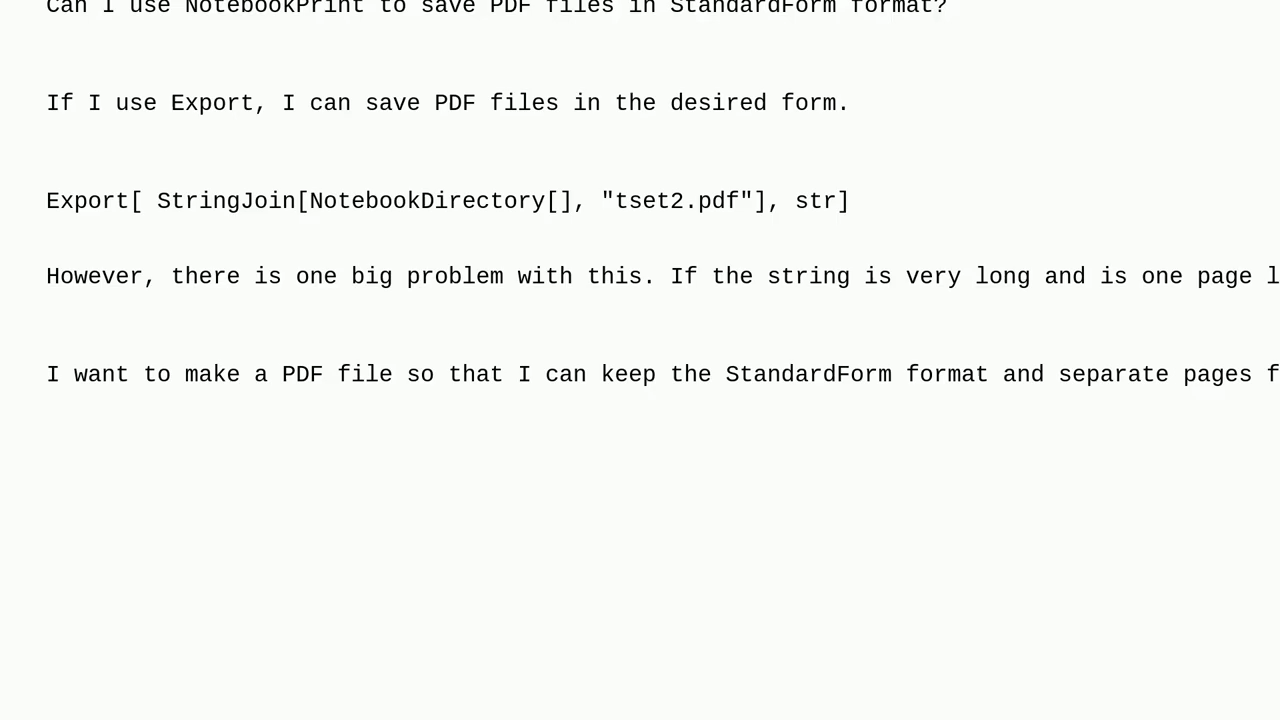 Can I use NotebookPrint to save PDF files in StandardForm format?
If I use Export, I can save PDF files in the desired form.
Export[ StringJoin[NotebookDirectory[], "tset2.pdf"], str]
However, there is one big problem with this. If the string is very long and is one page
I want to make a PDF file so that I can keep the StandardForm format and separate pages